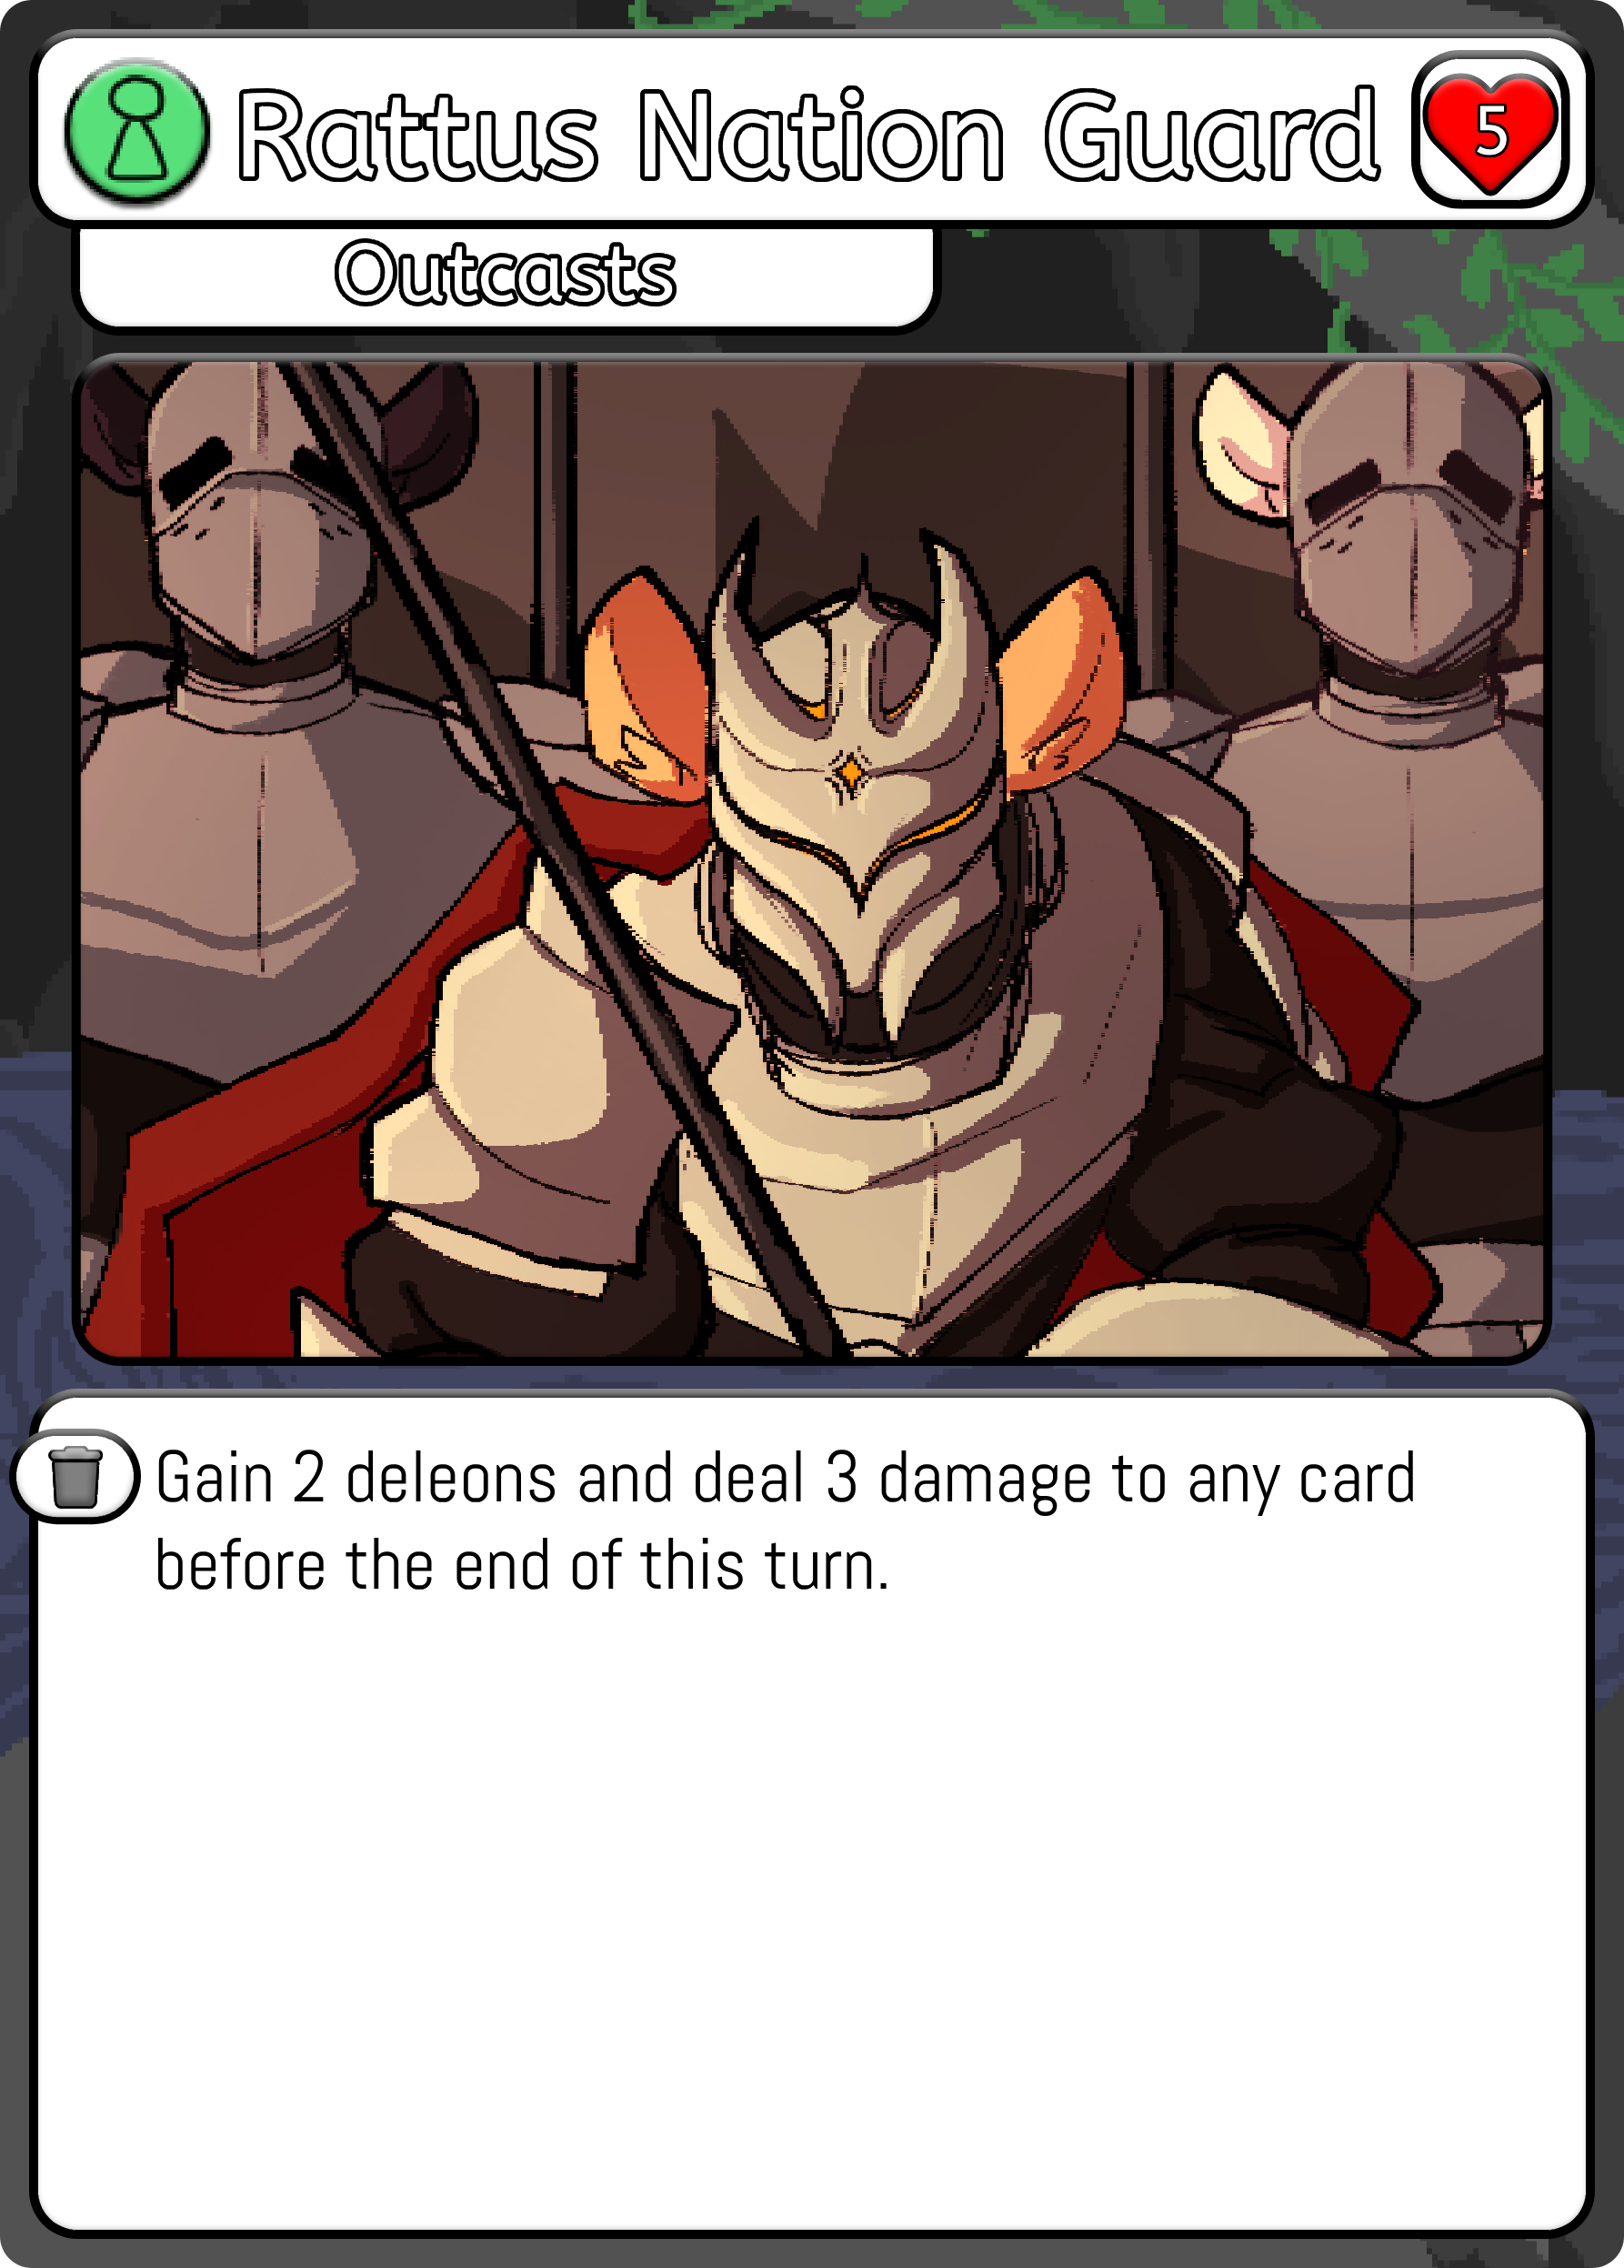 Rattus Nation Guard
5
Outcasts
Gain 2 deleons and deal 3 damage to any card
before the end of this turn.